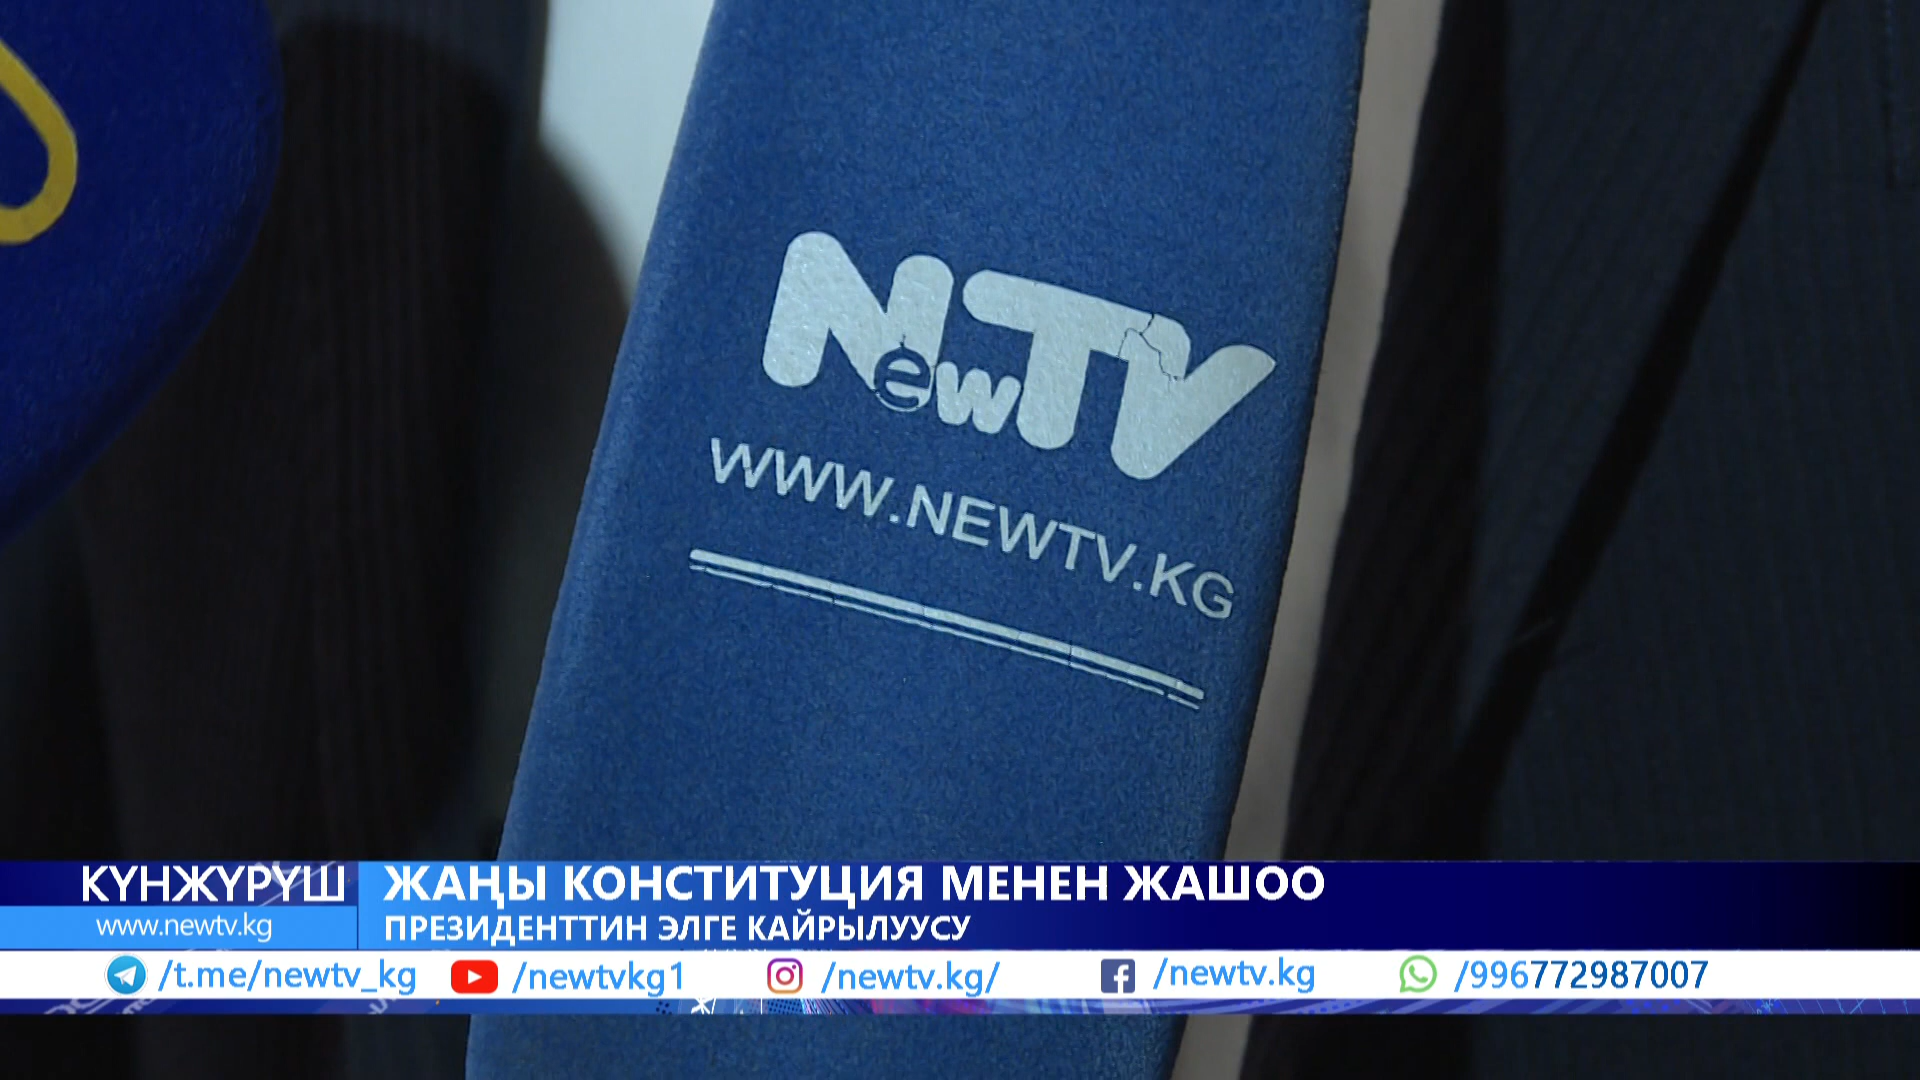 NewTV
WWW.NEWTV.KG
КҮНЖҮРҮШ
www.newtv.kg
ЖАҢЫ КОНСТИТУЦИЯ МЕНЕН ЖАШОО
ПРЕЗИДЕНТТИН ЭЛГЕ КАЙРЫЛУУСУ
/t.me/newtv_kg
/newtvkg1
/newtv.kg/
/newtv.kg
/996772987007